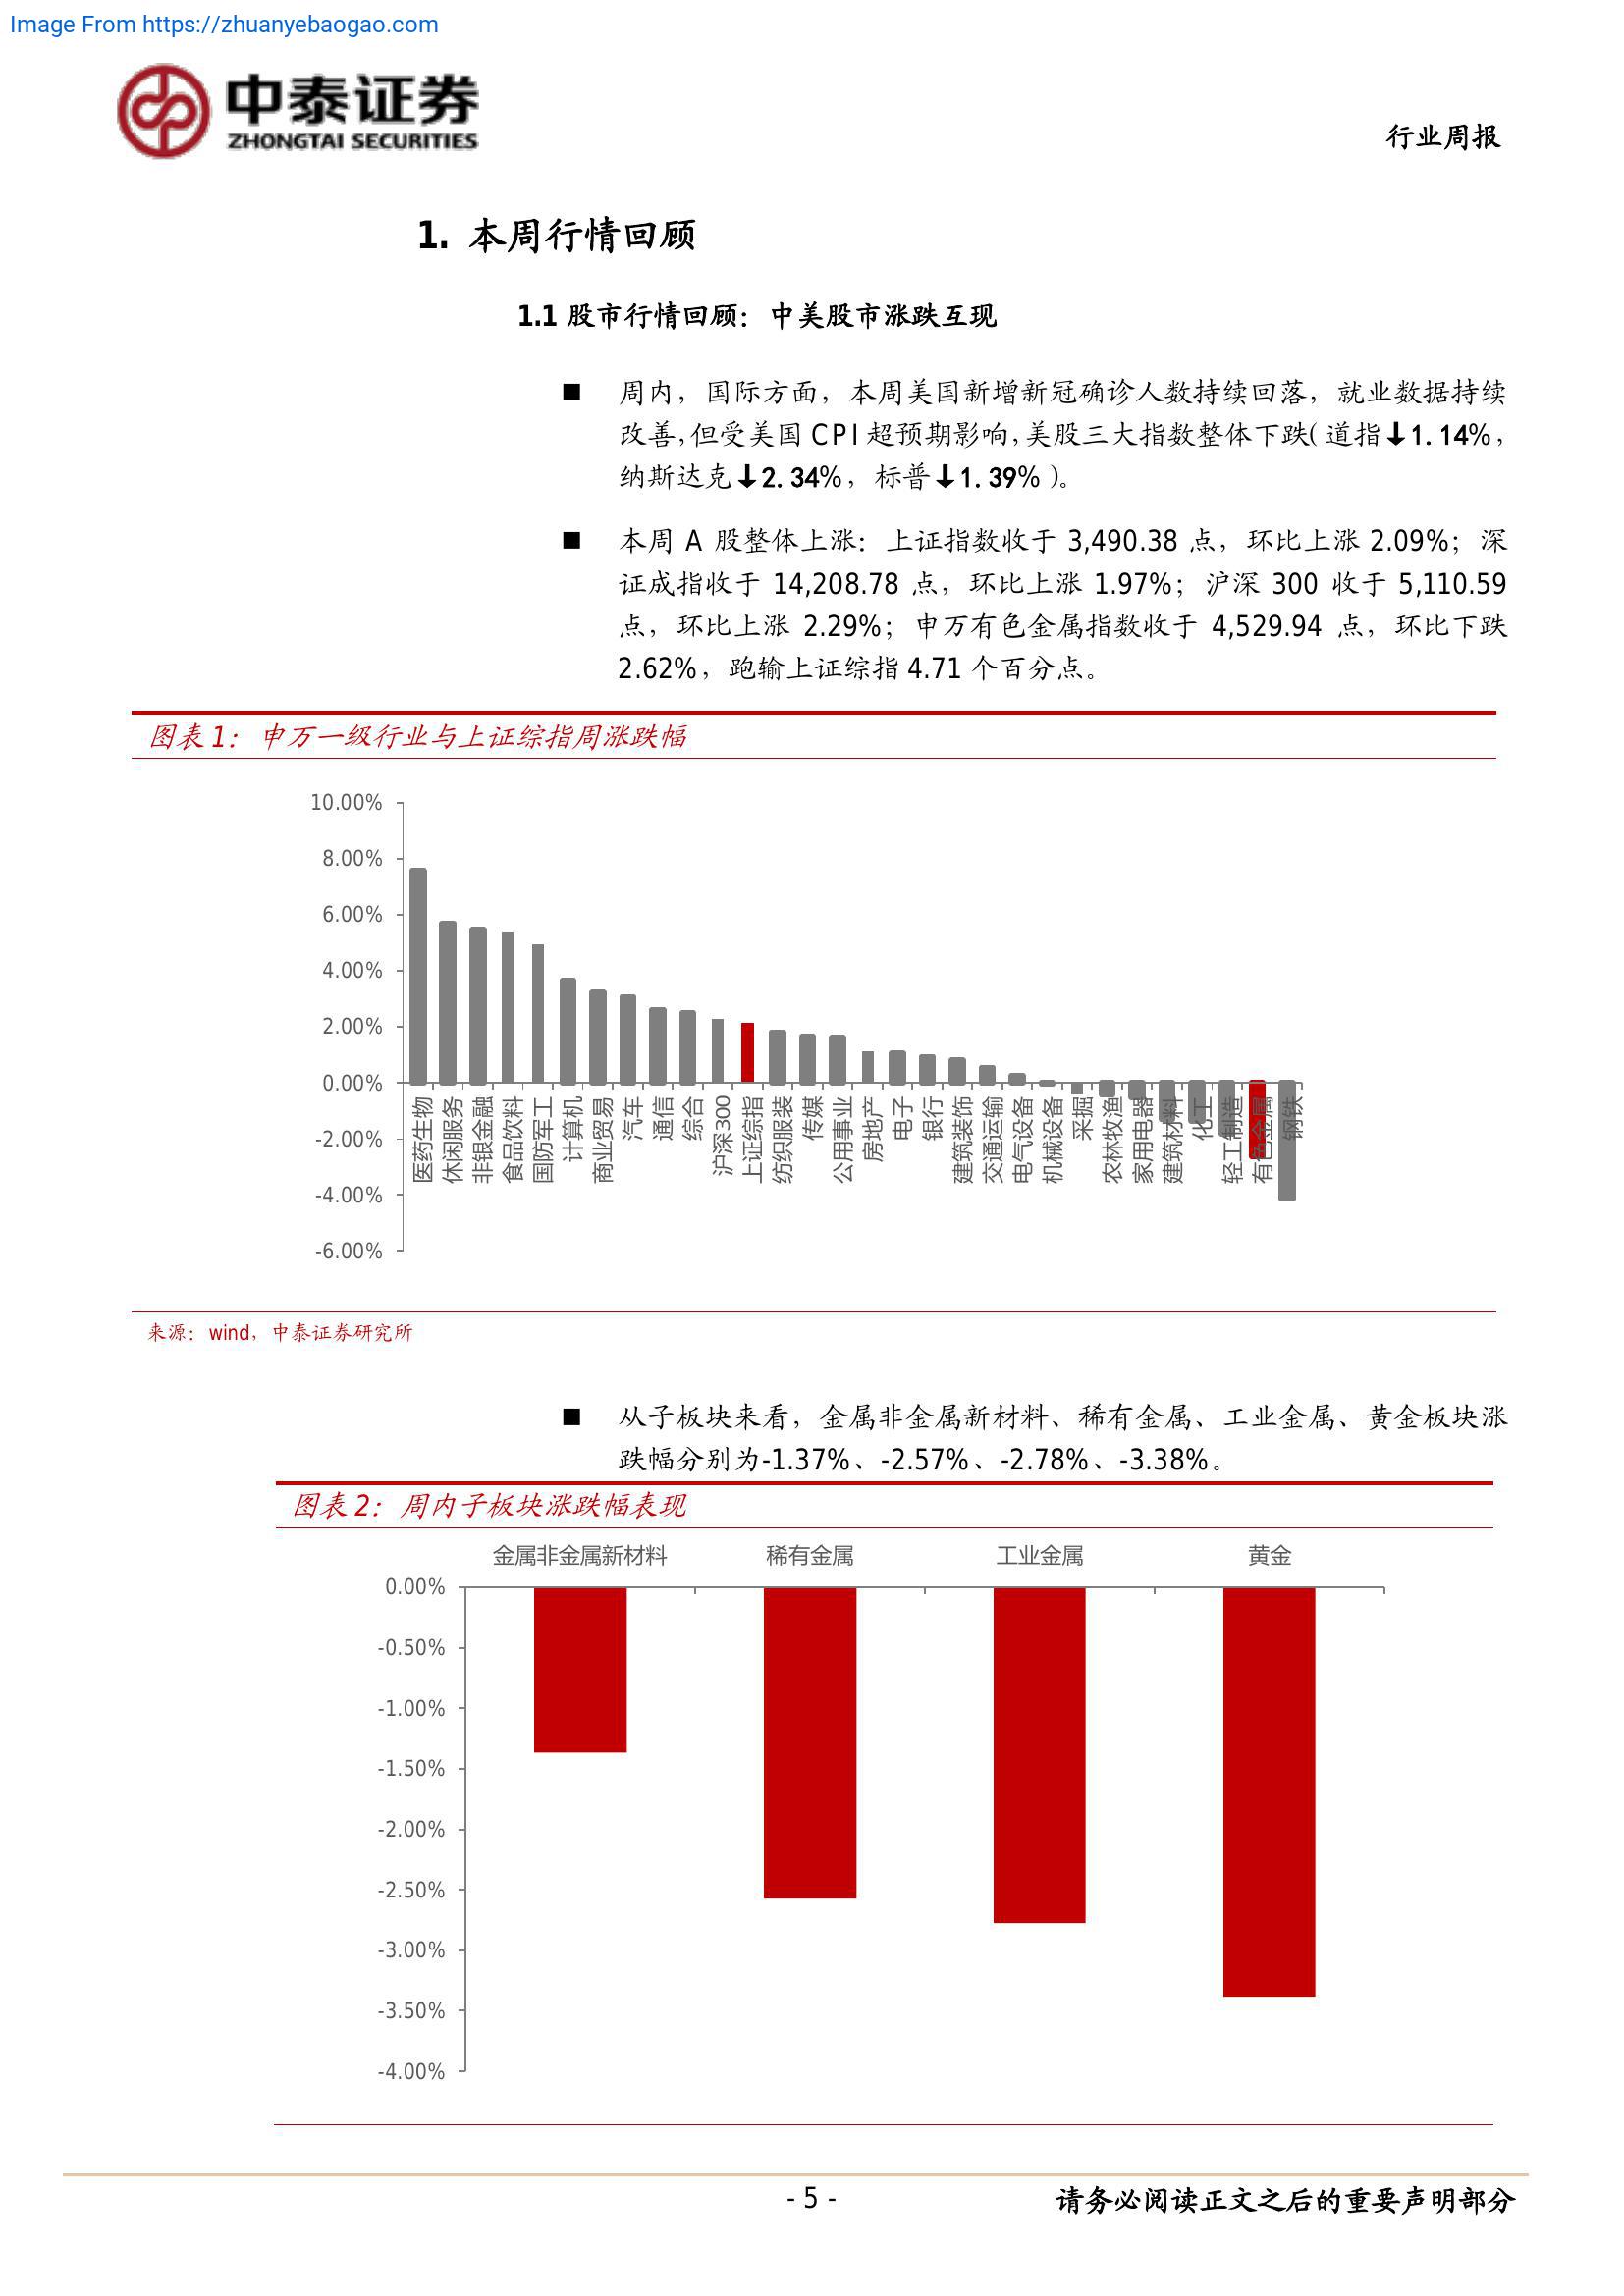 Image From https://zhuanyebaogao.com
中泰证券
ZHONGTAI SECURITIES
行业周报
1. 本周行情回顾
1.1 股市行情回顾：中美股市涨跌互现
■ 周内，国际方面，本周美国新增新冠确诊人数持续回落，就业数据持续
改善，但受美国 CPI 超预期影响，美股三大指数整体下跌（道指↓1.14%，
纳斯达克↓2.34%，标普↓1.39%）。
■ 本周 A 股整体上涨：上证指数收于 3,490.38 点，环比上涨 2.09%；深
证成指收于 14,208.78 点，环比上涨 1.97%；沪深 300 收于 5,110.59
点，环比上涨 2.29%；申万有色金属指数收于 4,529.94 点，环比下跌
2.62%，跑输上证综指 4.71 个百分点。
图表 1：申万一级行业与上证综指周涨跌幅
10.00%
8.00%
6.00%
4.00%
2.00%
0.00%
-2.00%
-4.00%
-6.00%
医药生物
休闲服务
非银金融
食品饮料
国防军工
计算机
商业贸易
汽车
通信
综合
沪深300
上证综指
纺织服装
传媒
公用事业
房地产
电子
银行
建筑装饰
交通运输
电气设备
机械设备
采掘
农林牧渔
家用电器
建筑材料
化工
轻工制造
有色金属
钢铁
来源：wind，中泰证券研究所
■ 从子板块来看，金属非金属新材料、稀有金属、工业金属、黄金板块涨
跌幅分别为-1.37%、-2.57%、-2.78%、-3.38%。
图表 2：周内子板块涨跌幅表现
金属非金属新材料 稀有金属 工业金属 黄金
0.00%
-0.50%
-1.00%
-1.50%
-2.00%
-2.50%
-3.00%
-3.50%
-4.00%
- 5 -
请务必阅读正文之后的重要声明部分